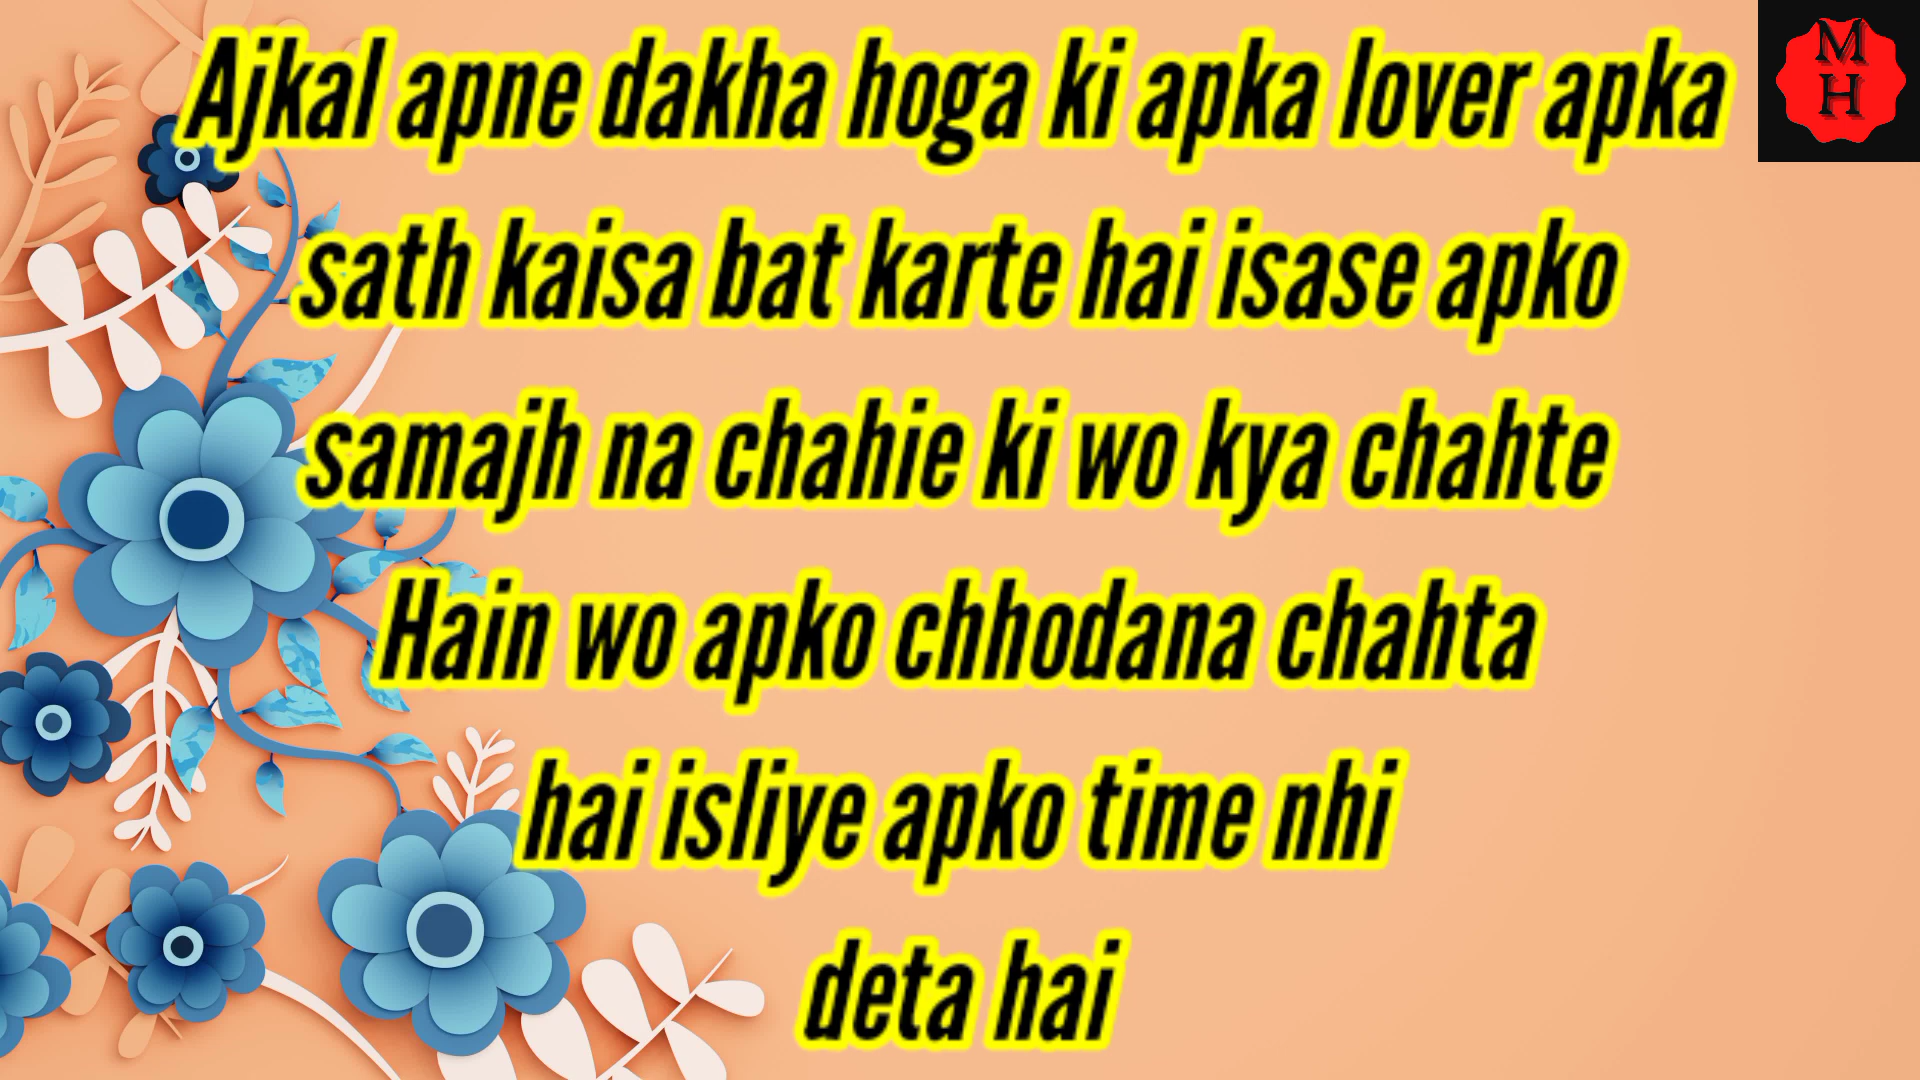 Ajkal apne dakha hoga ki apka lover apka
sath kaisa bat karte hai isase apko
samajh na chahie ki wo kya chahte
Hain wo apko chhodana chahta
hai isliye apko time nhi
deta hai
M
H